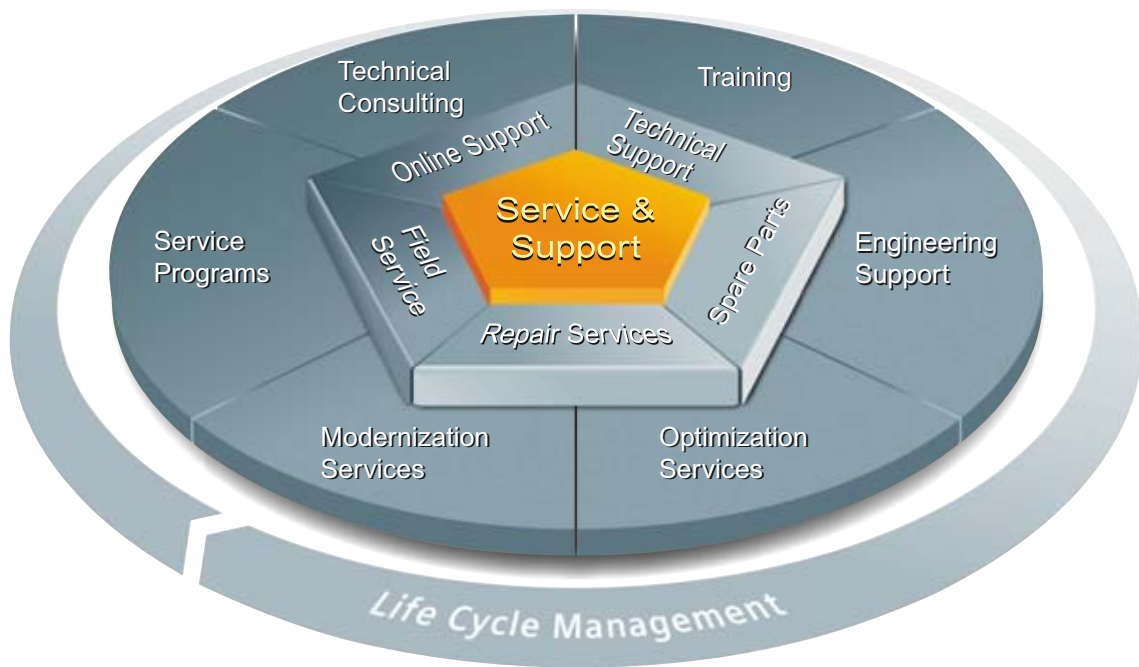 Technical
Consulting
Training
Online Support
Technical
Support
Service &
Support
Service
Programs
Field
Service
Spare Parts
Engineering
Support
Repair Services
Modernization
Services
Optimization
Services
Life Cycle Management